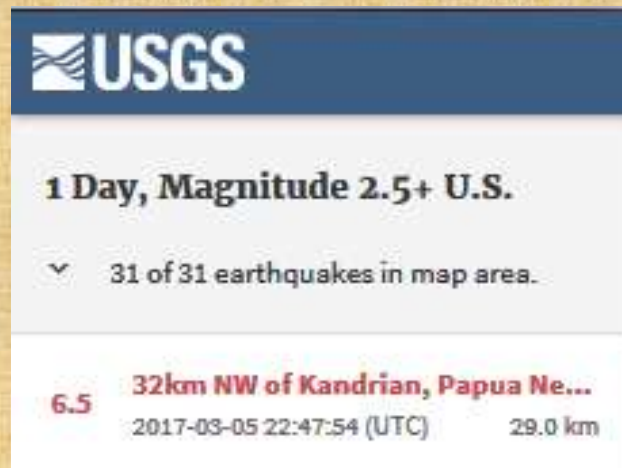 USGS
1 Day, Magnitude 2.5+ U.S.
31 of 31 earthquakes in map area.
6.5 32km NW of Kandrian, Papua Ne...
2017-03-05 22:47:54 (UTC) 29.0 km